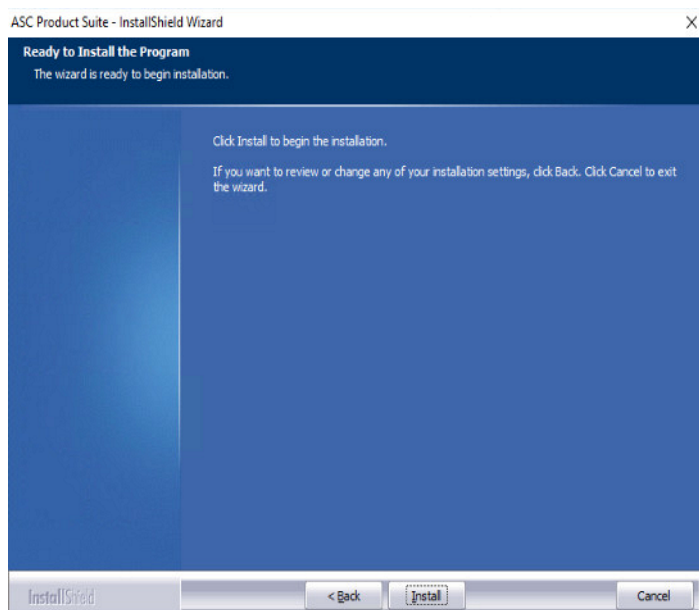 ASC Product Suite - InstallShield Wizard
Ready to Install the Program
The wizard is ready to begin installation.
Click Install to begin the installation.
If you want to review or change any of your installation settings, click Back. Click Cancel to exit
the wizard.
InstallShield
< Back
Install
Cancel